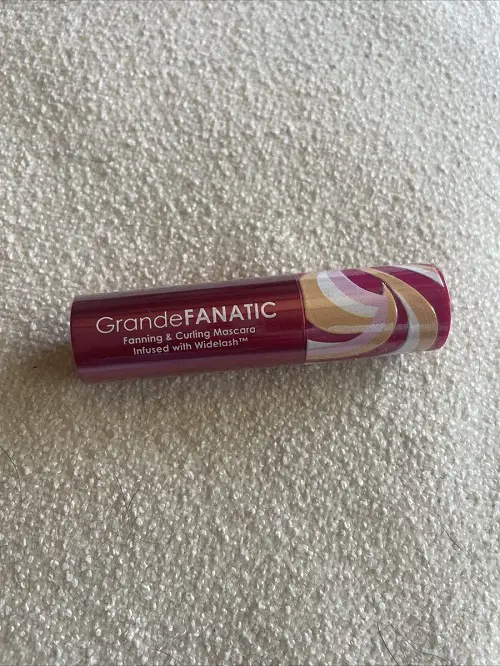 GrandeFANATIC
Fanning & Curling Mascara
Infused with Widelash™